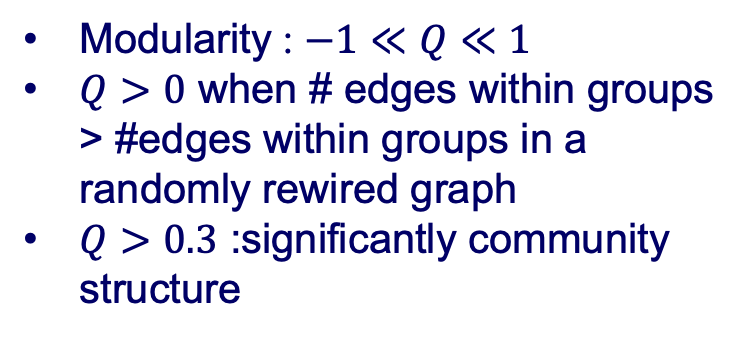 • Modularity : −1 ≪ Q ≪ 1
• Q > 0 when # edges within groups
> #edges within groups in a
randomly rewired graph
• Q > 0.3 :significantly community
structure